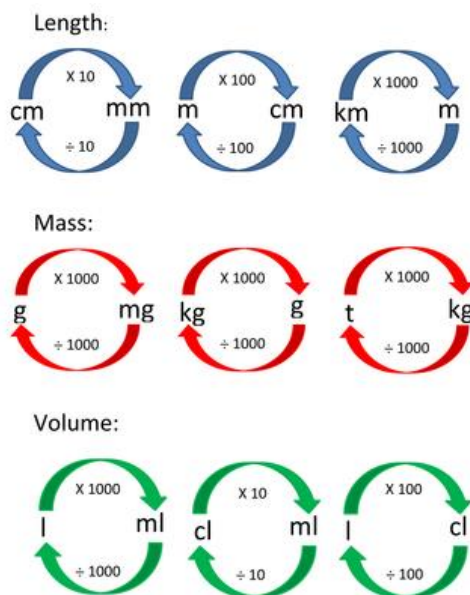 Length:
X 10 X 100 X 1000
cm mm m cm km m
÷ 10 ÷ 100 ÷ 1000
Mass:
X 1000 X 1000 X 1000
g mg kg g t kg
÷ 1000 ÷ 1000 ÷ 1000
Volume:
X 1000 X 10 X 100
l ml cl ml l cl
÷ 1000 ÷ 10 ÷ 100